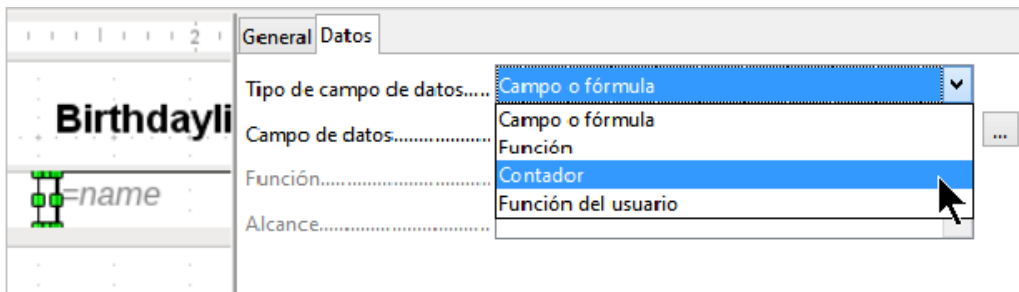 2
General Datos
Tipo de campo de datos..... Campo o fórmula
Birthdayli
Campo de datos................. Campo o fórmula
...
Función
Función............................. Contador
=name
Función del usuario
Alcance..................................